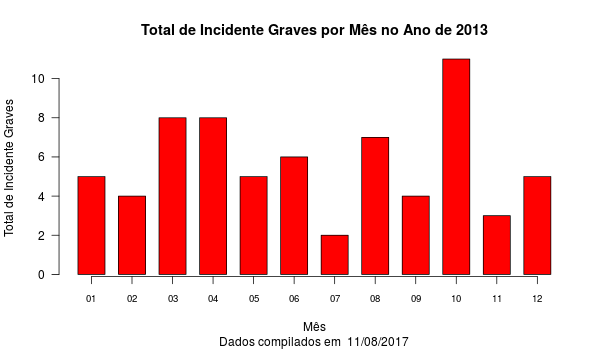 Total de Incidente Graves por Mês no Ano de 2013
Total de Incidente Graves
10
8
6
4
2
0
01 02 03 04 05 06 07 08 09 10 11 12
Mês
Dados compilados em 11/08/2017